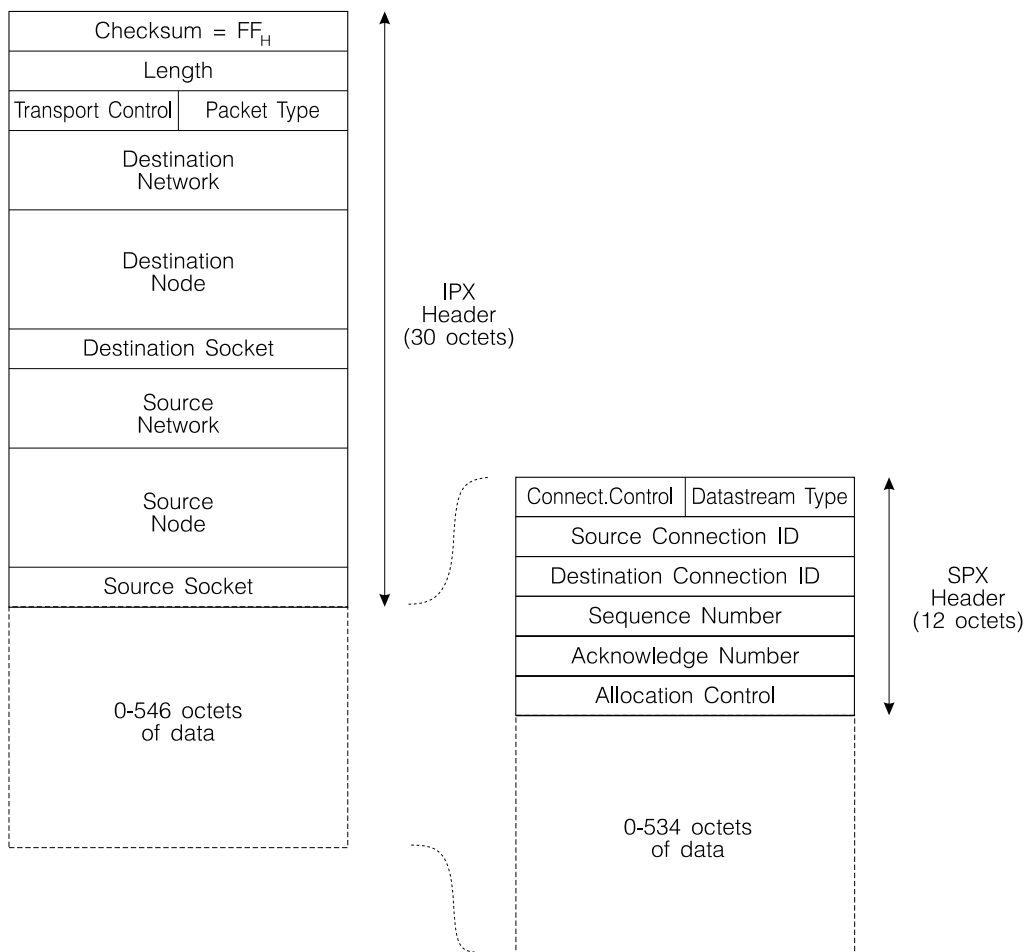 Checksum = FFH
Length
Transport Control Packet Type
Destination
Network
Destination
Node
Destination Socket
Source
Network
Source
Node
Source Socket
0-546 octets
of data
IPX
Header
(30 octets)
Connect.Control Datastream Type
Source Connection ID
Destination Connection ID
Sequence Number
Acknowledge Number
Allocation Control
0-534 octets
of data
SPX
Header
(12 octets)